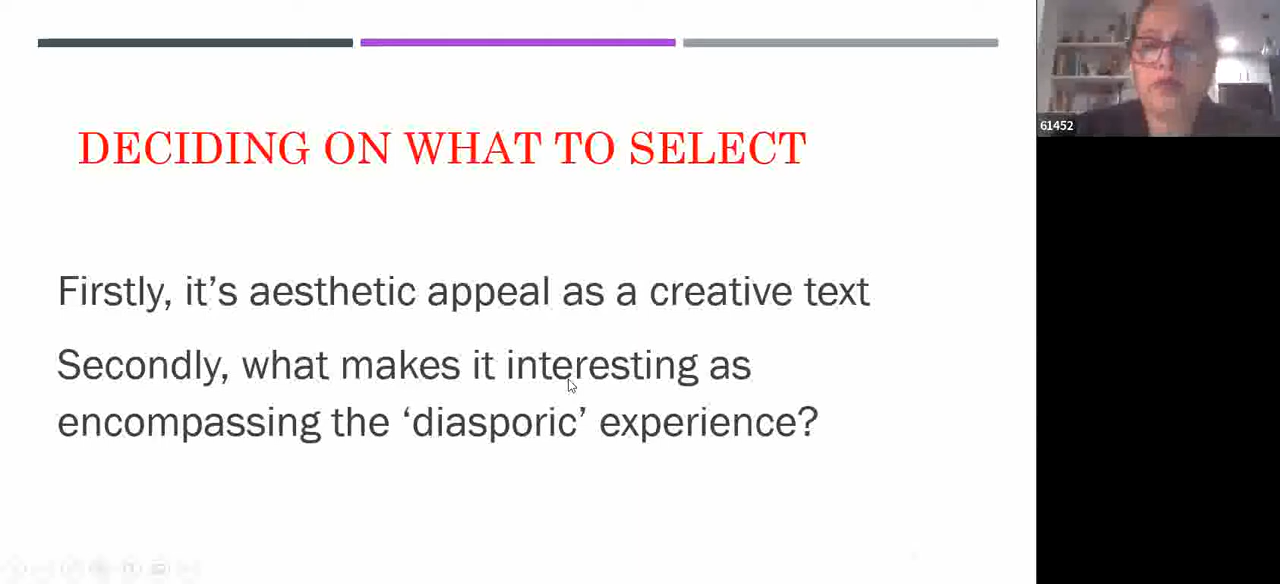 DECIDING ON WHAT TO SELECT
Firstly, it’s aesthetic appeal as a creative text
Secondly, what makes it interesting as
encompassing the ‘diasporic’ experience?
61452